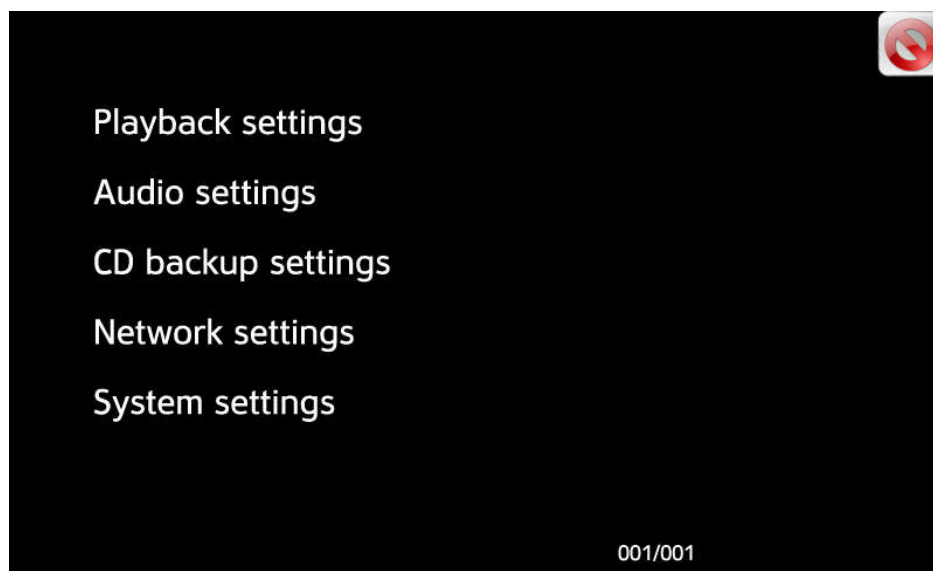 Playback settings
Audio settings
CD backup settings
Network settings
System settings
001/001